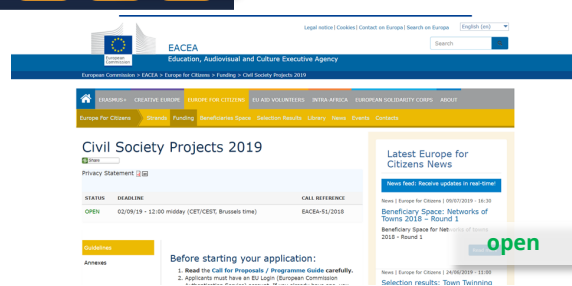 Legal notice | Cookies | Contact on Europa | Search on Europa English (en)
Search
European
Commission
EACEA
Education, Audiovisual and Culture Executive Agency
European Commission > EACEA > Europe for Citizens > Funding > Civil Society Projects 2019
ERASMUS+ CREATIVE EUROPE EUROPE FOR CITIZENS EU AID VOLUNTEERS INTRA-AFRICA EUROPEAN SOLIDARITY CORPS ABOUT
Europe For Citizens Strands Funding Beneficiaries Space Selection Results Library News Events Contacts
Civil Society Projects 2019
Share
Privacy Statement
STATUS DEADLINE CALL REFERENCE
OPEN 02/09/19 - 12:00 midday (CET/CEST, Brussels time) EACEA-51/2018
Guidelines
Annexes
Before starting your application:
1. Read the Call for Proposals / Programme Guide carefully.
2. Applicants must have an EU Login (European Commission
Latest Europe for
Citizens News
News feed: Receive updates in real-time!
News | Europe for Citizens | 09/07/2019 - 16:30
Beneficiary Space: Networks of
Towns 2018 – Round 1
Beneficiary Space for Networks of towns
2018 - Round 1
open
News | Europe for Citizens | 24/06/2019 - 11:00
Selection results: Town Twinning